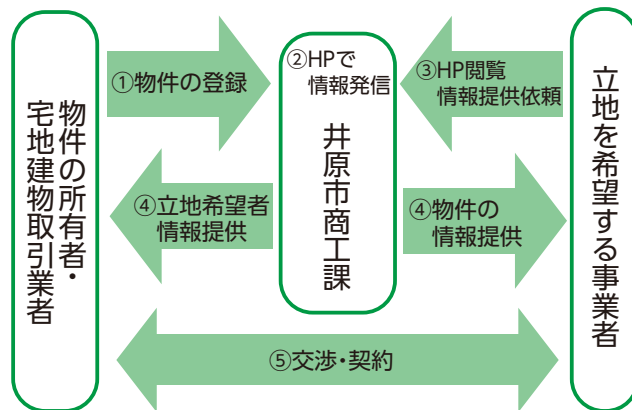 物件の所有者・
宅地建物取引業者
①物件の登録
②HPで
情報発信
井原市商工課
③HP閲覧
情報提供依頼
④立地希望者
情報提供
④物件の
情報提供
立地を希望する事業者
⑤交渉・契約